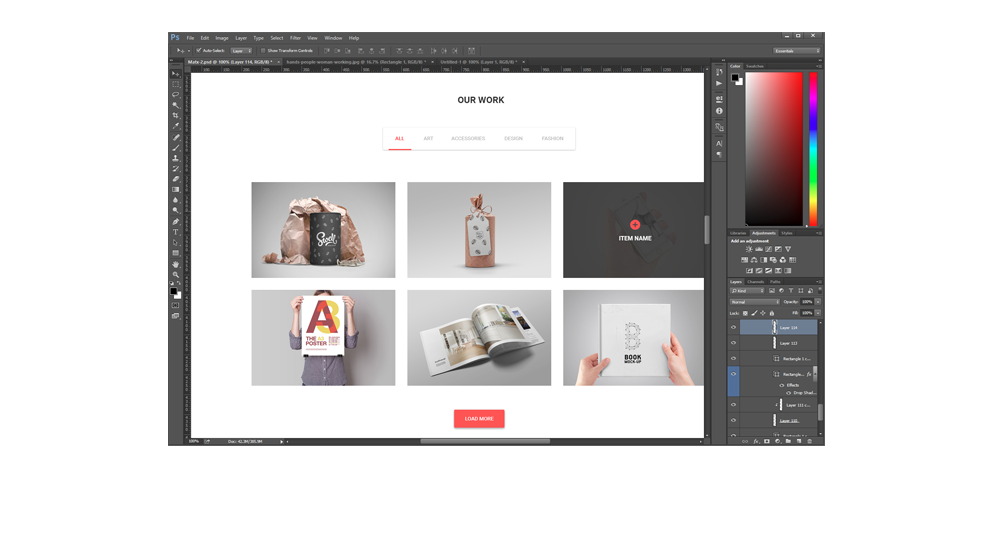 Ps File Edit Image Layer Type Select Filter 3D View Window Help
Auto-Select: Layer Show Transform Controls Essentials
Mate-2.psd @ 100% (Layer 114, RGB/8) * × hands-people-woman-working.jpg @ 16.7% (Rectangle 1, RGB/8) * × Untitled-1 @ 100% (Layer 1, RGB/8) * ×
Color Swatches
OUR WORK
ALL ART ACCESSORIES DESIGN FASHION
ITEM NAME
Libraries Adjustments Styles
Add an adjustment
Layers Channels Paths
Kind
Normal Opacity: 100%
Lock: Fill: 100%
Layer 114
Layer 113
Rectangle 1 c...
Rectangle... fx
Effects
Drop Shad...
Layer 111 c...
A3
THE A3
POSTER
BOOK
MOCK-UP
LOAD MORE
100% Doc: 42.3M/305.9M